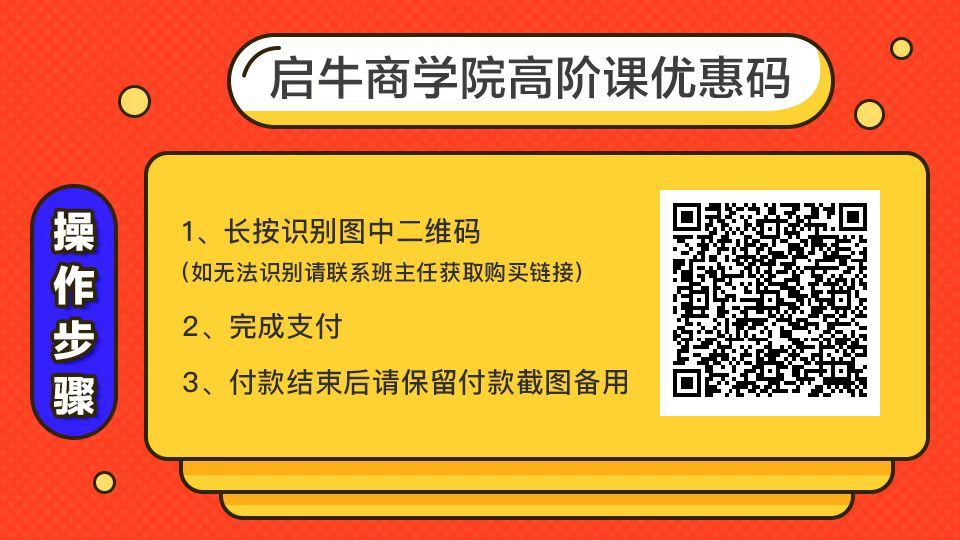 启牛商学院高阶课优惠码
操作步骤
1、长按识别图中二维码
（如无法识别请联系班主任获取购买链接）
2、完成支付
3、付款结束后请保留付款截图备用